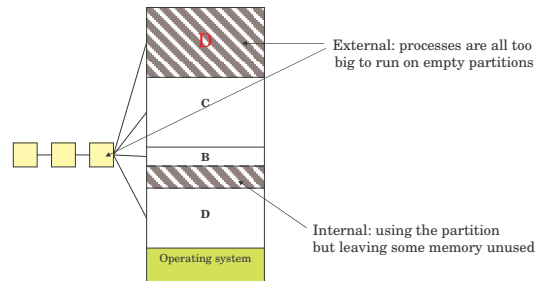 D
External: processes are all too
big to run on empty partitions
C
B
D
Internal: using the partition
but leaving some memory unused
Operating system